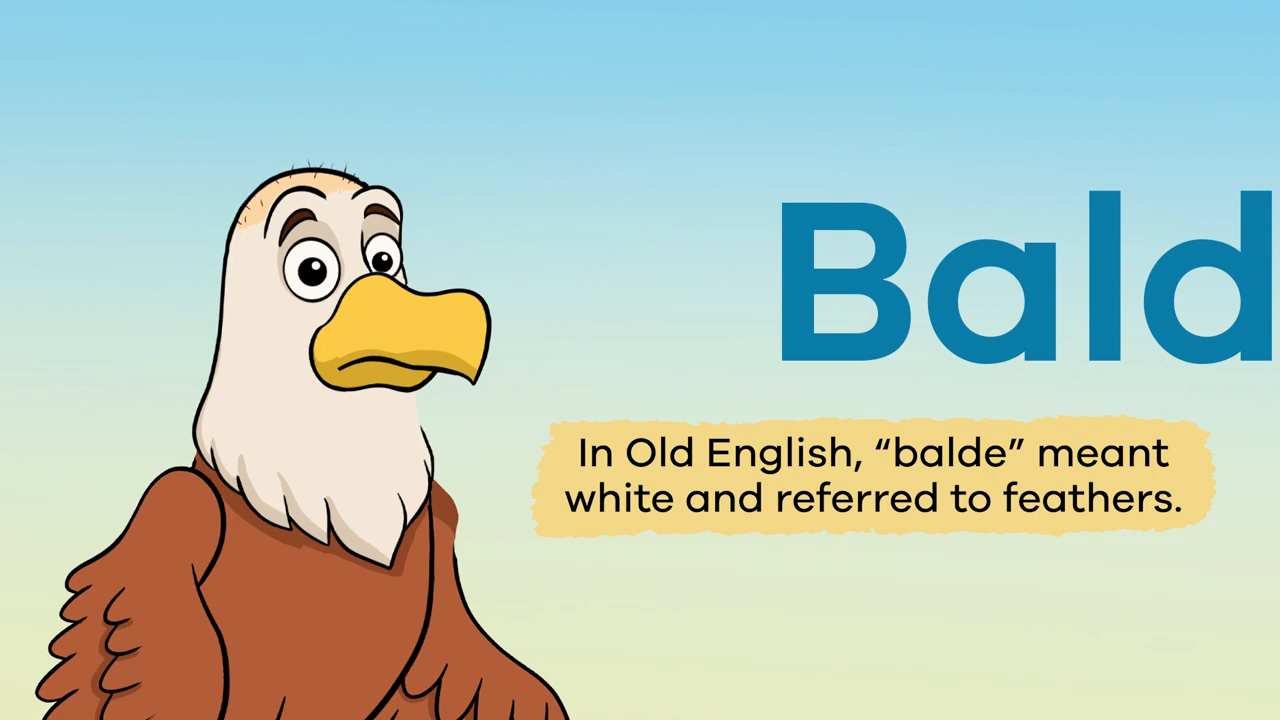 Bald
In Old English, “balde” meant
white and referred to feathers.